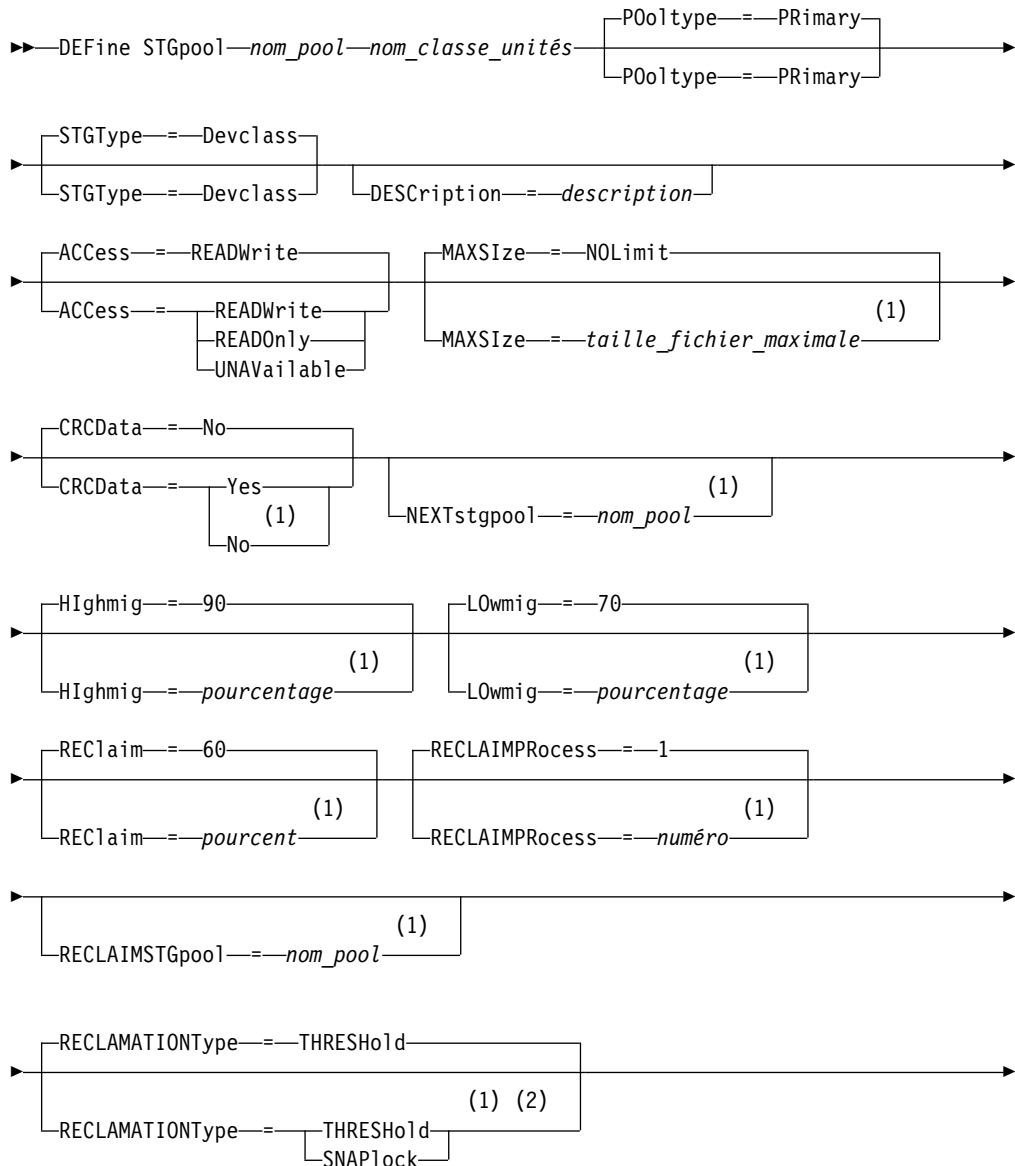 POoltype = PRimary
DEFine STGpool nom_pool nom_classe_unités
POoltype = PRimary
STGType = Devclass
STGType = Devclass
DESCription = description
ACCess = READWrite
ACCess = READWrite
READOnly
UNAVailable
MAXSIze = NOLimit
(1)
MAXSIze = taille_fichier_maximale
CRCData = No
CRCData = Yes
(1)
No
(1)
NEXTstgpool = nom_pool
HIghmig = 90
(1)
HIghmig = pourcentage
LOwmig = 70
(1)
LOwmig = pourcentage
REClaim = 60
(1)
REClaim = pourcent
RECLAIMPRocess = 1
(1)
RECLAIMPRocess = numéro
(1)
RECLAIMSTGpool = nom_pool
RECLAMATIONType = THRESHold
(1) (2)
RECLAMATIONType = THRESHold
SNAPlock